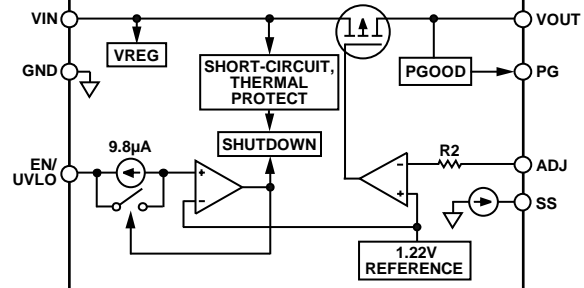 VIN
VOUT
VREG
GND
SHORT-CIRCUIT,
THERMAL
PROTECT
PGOOD
PG
9.8µA
SHUTDOWN
EN/
UVLO
+
–
R2
–
+
ADJ
SS
1.22V
REFERENCE